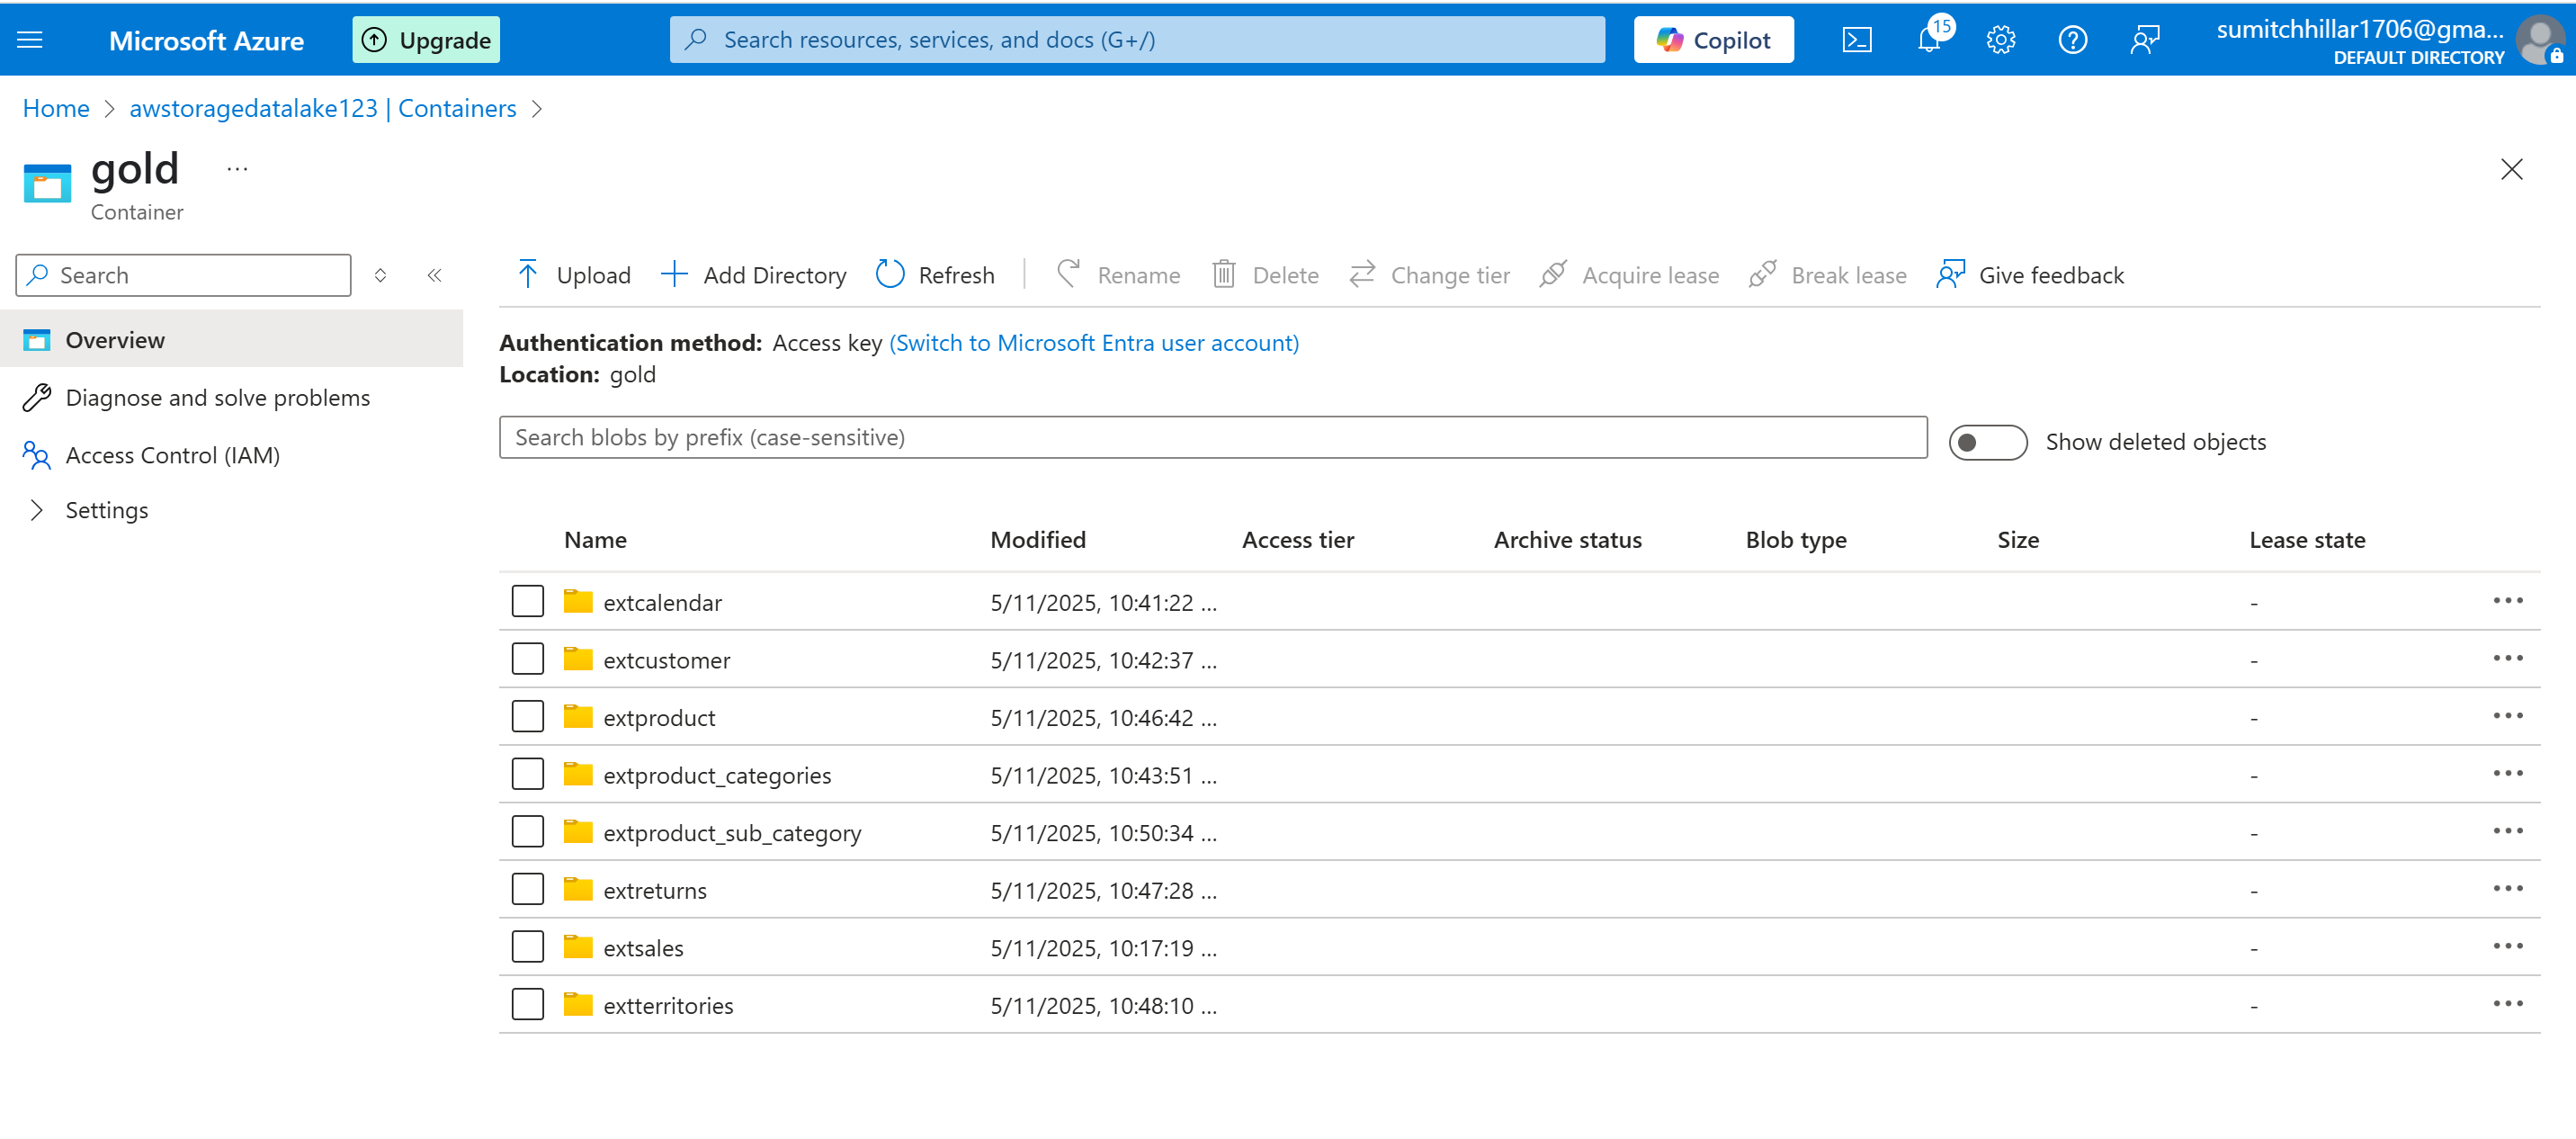 Microsoft Azure
Upgrade
Search resources, services, and docs (G+/)
Copilot
15
sumitchhillar1706@gma...
DEFAULT DIRECTORY
Home > awstoragedatalake123 | Containers >
gold ...
Container
Search
Overview
Diagnose and solve problems
Access Control (IAM)
Settings
Upload Add Directory Refresh Rename Delete Change tier Acquire lease Break lease Give feedback
Authentication method: Access key (Switch to Microsoft Entra user account)
Location: gold
Search blobs by prefix (case-sensitive)
Show deleted objects
Name Modified Access tier Archive status Blob type Size Lease state
extcalendar 5/11/2025, 10:41:22 ... - ...
extcustomer 5/11/2025, 10:42:37 ... - ...
extproduct 5/11/2025, 10:46:42 ... - ...
extproduct_categories 5/11/2025, 10:43:51 ... - ...
extproduct_sub_category 5/11/2025, 10:50:34 ... - ...
extreturns 5/11/2025, 10:47:28 ... - ...
extsales 5/11/2025, 10:17:19 ... - ...
extterritories 5/11/2025, 10:48:10 ... - ...